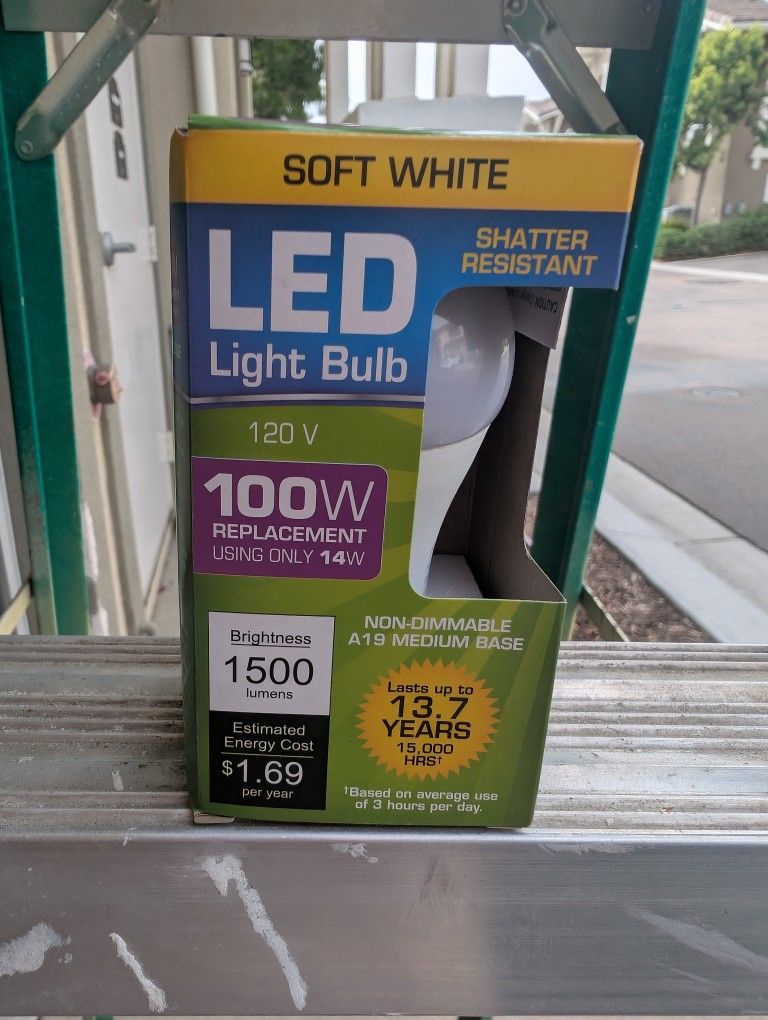 SOFT WHITE
LED
Light Bulb
SHATTER
RESISTANT
120 V
100W
REPLACEMENT
USING ONLY 14W
NON-DIMMABLE
A19 MEDIUM BASE
Brightness
1500
lumens
Estimated
Energy Cost
$1.69
per year
Lasts up to
13.7
YEARS
15,000
HRS†
†Based on average use
of 3 hours per day.
CAUTION: